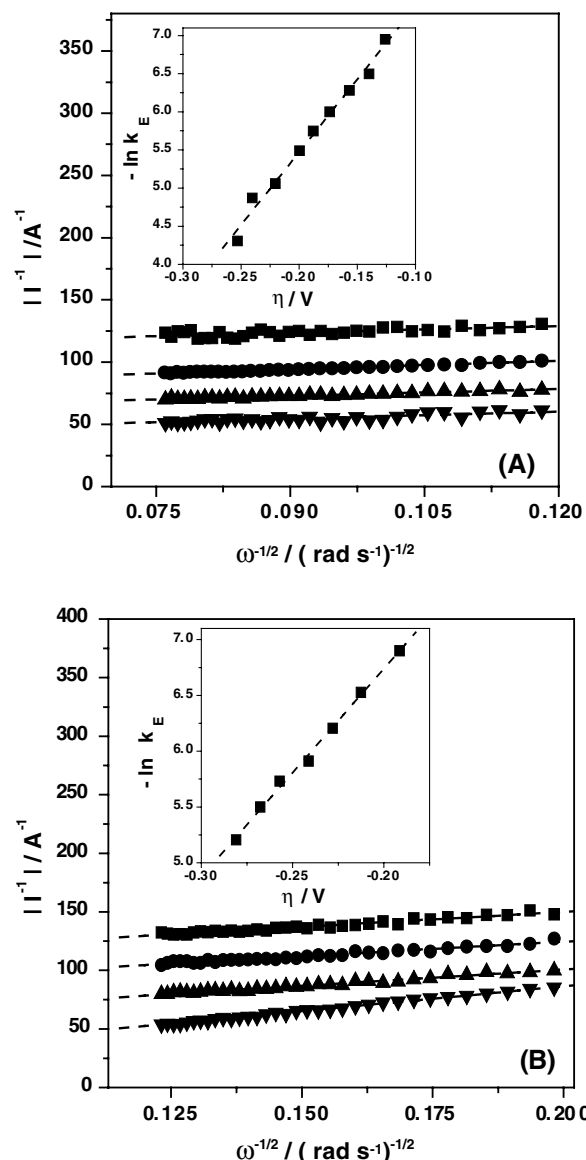 350
300
250
200
150
100
50
0
| I⁻¹ | /A⁻¹
7.0
6.5
6.0
5.5
5.0
4.5
4.0
- ln k E
-0.30 -0.25 -0.20 -0.15 -0.10
η / V
(A)
0.075 0.090 0.105 0.120
ω⁻¹/² / ( rad s⁻¹)⁻¹/²
400
350
300
250
200
150
100
50
0
| I⁻¹ | / A⁻¹
7.0
6.5
6.0
5.5
5.0
- ln k E
-0.30 -0.25 -0.20
η / V
(B)
0.125 0.150 0.175 0.200
ω⁻¹/² / ( rad s⁻¹)⁻¹/²